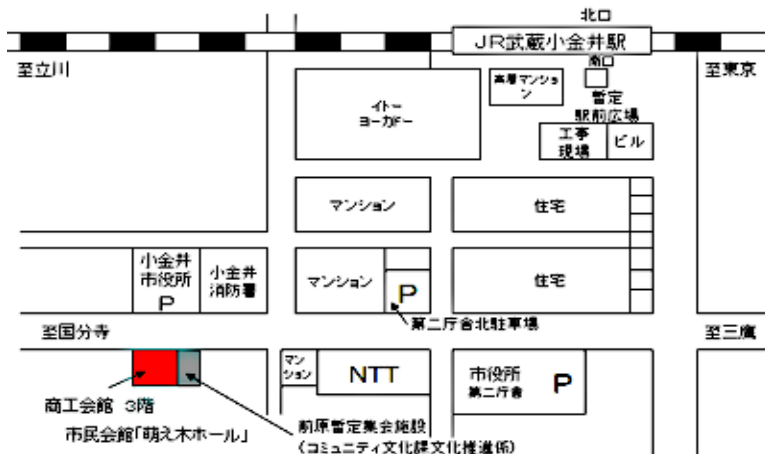 北口
JR武蔵小金井駅
至立川
南口
至東京
高層マンショ
ン
イトー
ヨーカドー
暫定
駅前広場
工事
現場
ビル
マンション
住宅
小金井
市役所
P
小金井
消防署
マンション
P
住宅
第二庁舎北駐車場
至国分寺
至三鷹
マン
ション
NTT
市役所
第二庁舎
P
商工会館 3階
市民会館「萌え木ホール」
前原暫定集会施設
(コミュニティ文化課文化推進係)